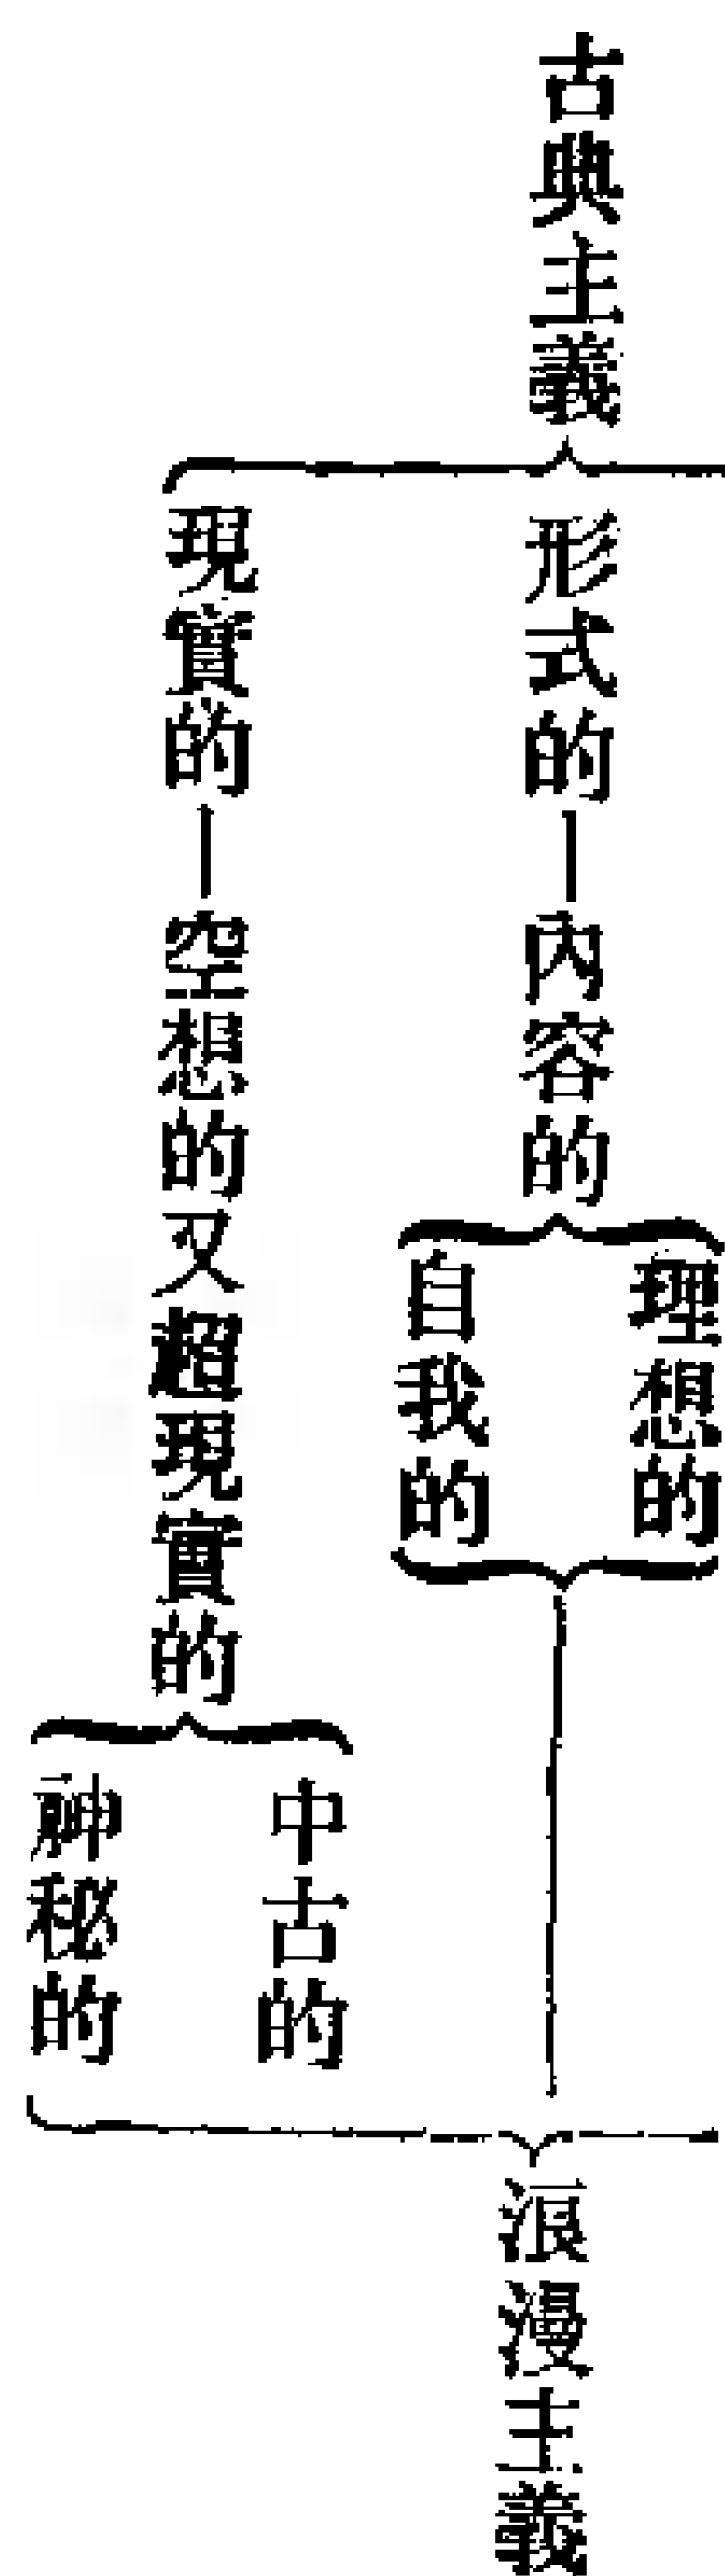 古典主義
形式的—內容的
理想的
自我的
現實的—空想的又超現實的
中古的
神秘的
浪漫主義